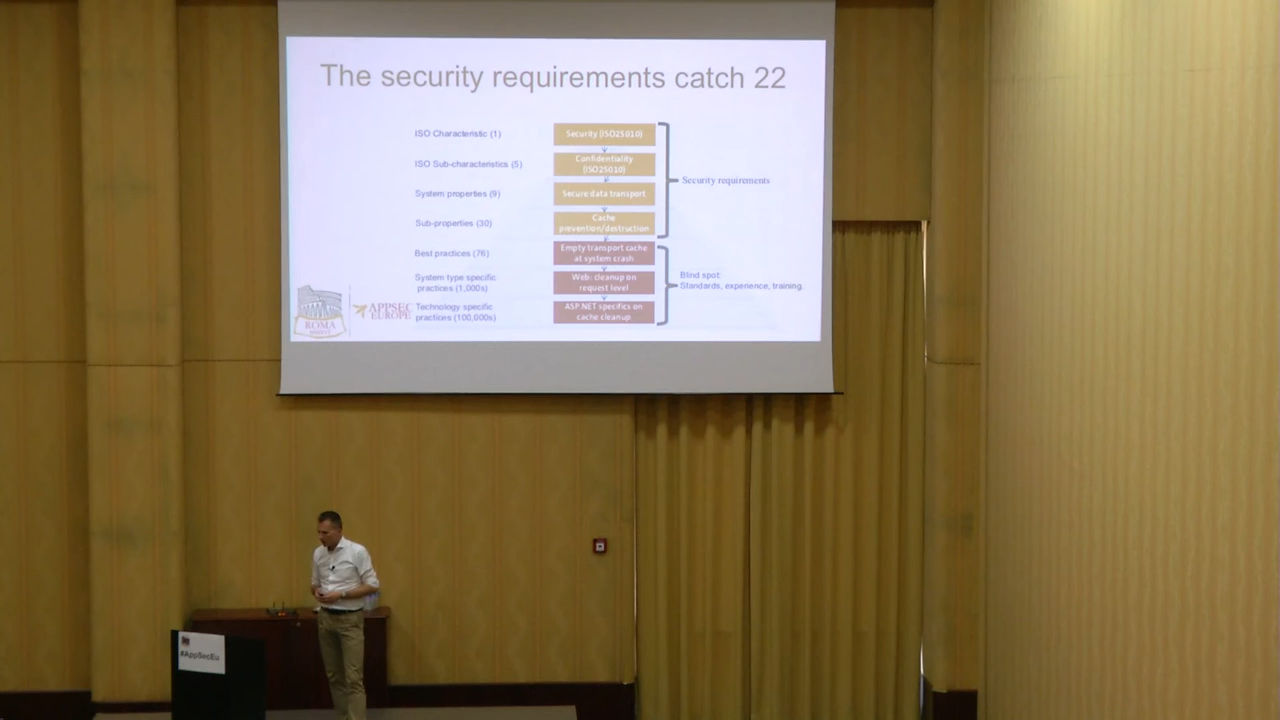 The security requirements catch 22
ISO Characteristic (1)
Security (ISO25010)
ISO Sub-characteristics (5)
Confidentiality
(ISO25010)
Security requirements
System properties (9)
Secure data transport
Sub-properties (30)
Cache
prevention/destruction
Best practices (76)
Empty transport cache
at system crash
System type specific
practices (1,000s)
Web: cleanup on
request level
Blind spot:
Standards, experience, training.
Technology specific
practices (100,000s)
ASP.NET specifics on
cache cleanup
ROMA
APPSEC
EUROPE
#AppSecEu